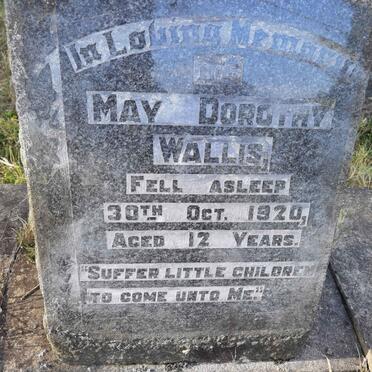 In Loving Memory
OF
MAY DOROTHY
WALLIS,
FELL ASLEEP
30TH OCT. 1920,
AGED 12 YEARS.
"SUFFER LITTLE CHILDREN
TO COME UNTO ME."